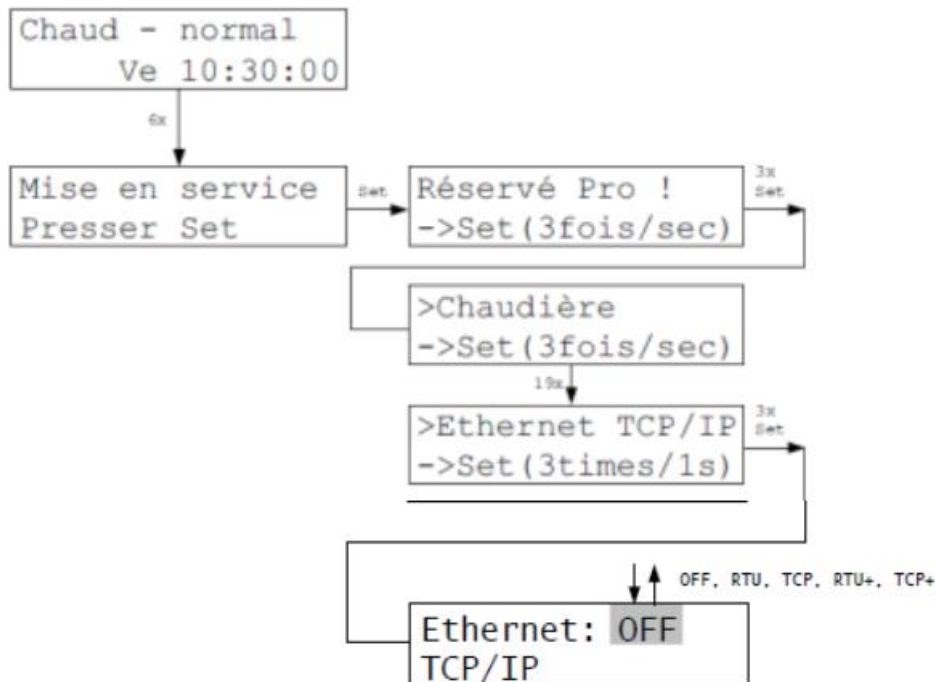 Chaud - normal
Ve 10:30:00
6x
Mise en service
Presser Set
Set
Réservé Pro !
->Set(3fois/sec)
3x
Set
>Chaudière
->Set(3fois/sec)
19x
>Ethernet TCP/IP
->Set(3times/1s)
3x
Set
OFF, RTU, TCP, RTU+, TCP+
Ethernet: OFF
TCP/IP